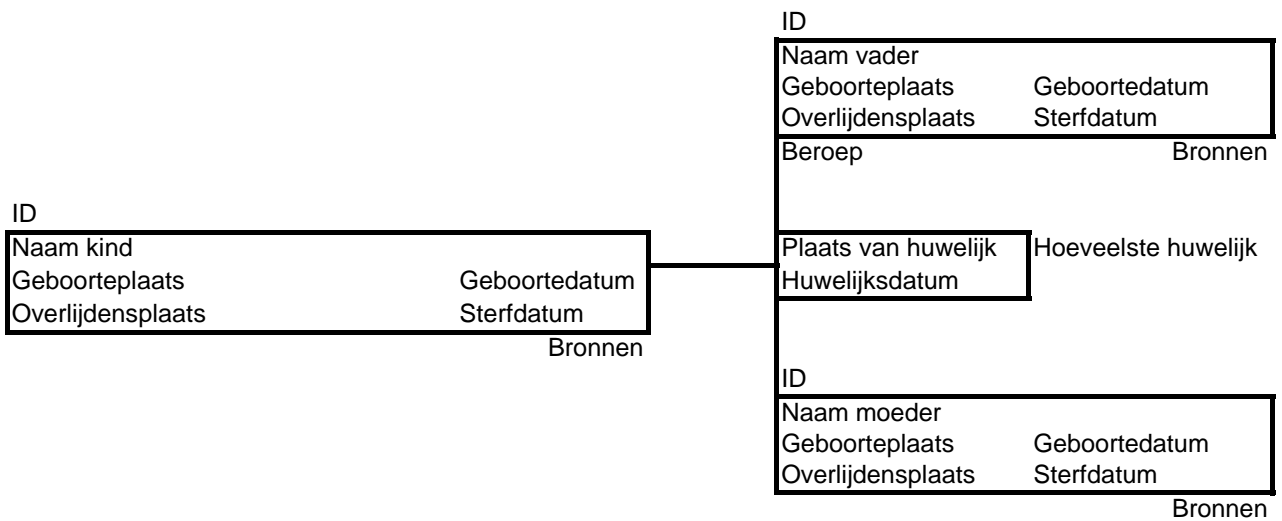 ID
Naam vader
Geboorteplaats Geboortedatum
Overlijdensplaats Sterfdatum
Beroep Bronnen
ID
Naam kind
Geboorteplaats Geboortedatum
Overlijdensplaats Sterfdatum
Bronnen
Plaats van huwelijk Hoeveelste huwelijk
Huwelijksdatum
ID
Naam moeder
Geboorteplaats Geboortedatum
Overlijdensplaats Sterfdatum
Bronnen